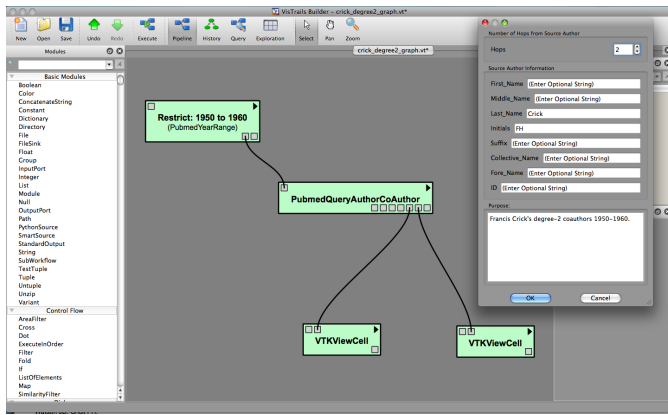 VisTrails Builder - crick_degree2_graph.vt*
New Open Save Undo Redo Execute Pipeline History Query Exploration Select Pan Zoom
Modules
crick_degree2_graph.vt*
Basic Modules
Boolean
Color
ConcatenateString
Constant
Dictionary
Directory
File
FileSink
Float
Group
InputPort
Integer
List
Module
Null
OutputPort
Path
PythonSource
SmartSource
StandardOutput
String
SubWorkflow
TestTuple
Tuple
Untuple
Unzip
Variant
Control Flow
AreaFilter
Cross
Dot
ExecuteInOrder
Filter
Fold
If
ListOfElements
Map
SimilarityFilter
Restrict: 1950 to 1960
(PubmedYearRange)
PubmedQueryAuthorCoAuthor
VTKViewCell
VTKViewCell
Number of Hops from Source Author
Hops 2
Source Author Information
First_Name (Enter Optional String)
Middle_Name (Enter Optional String)
Last_Name Crick
Initials FH
Suffix (Enter Optional String)
Collective_Name (Enter Optional String)
Fore_Name (Enter Optional String)
ID (Enter Optional String)
Purpose:
Francis Crick's degree-2 coauthors 1950-1960.
OK Cancel